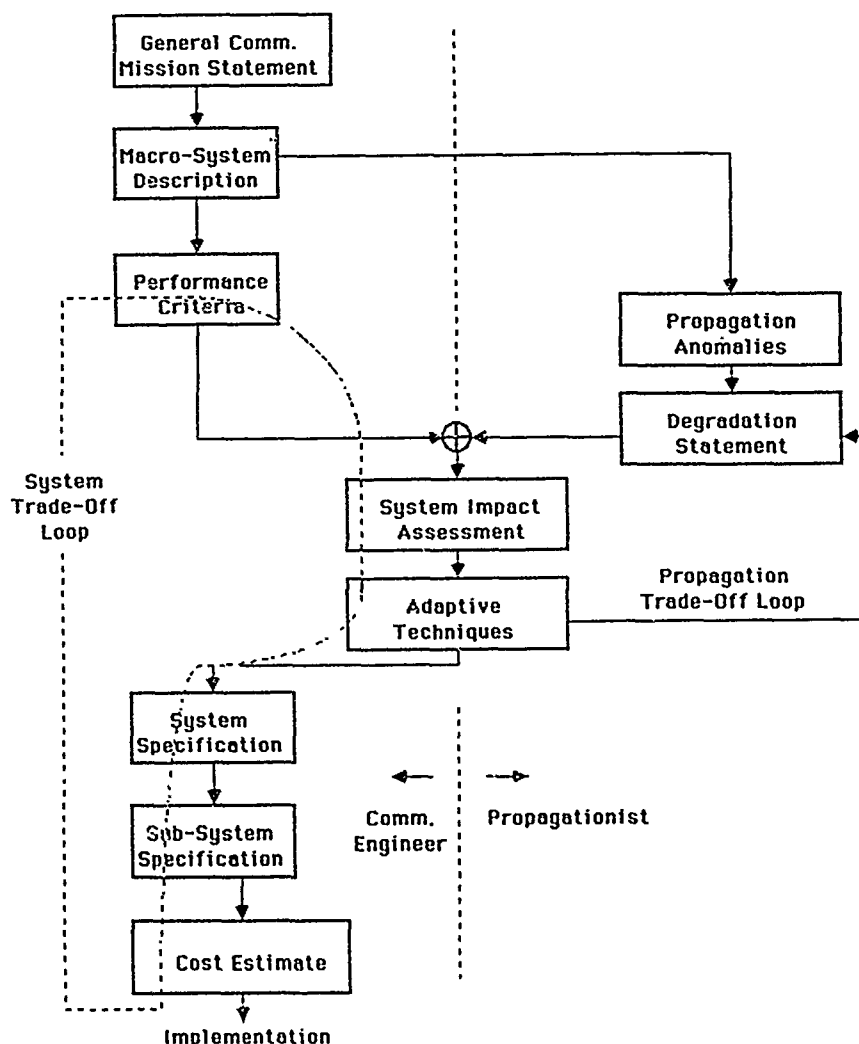 General Comm.
Mission Statement
Macro-System
Description
Performance
Criteria
Propagation
Anomalies
Degradation
Statement
System
Trade-Off
Loop
System Impact
Assessment
Adaptive
Techniques
Propagation
Trade-Off Loop
System
Specification
Sub-System
Specification
Comm.
Engineer
Propagationist
Cost Estimate
Implementation